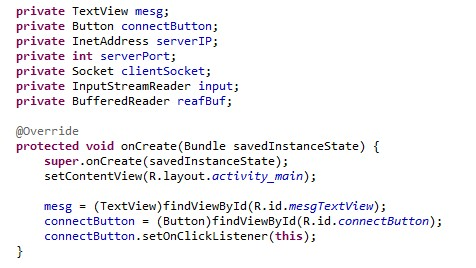 private TextView mesg;
private Button connectButton;
private InetAddress serverIP;
private int serverPort;
private Socket clientSocket;
private InputStreamReader input;
private BufferedReader reafBuf;
@Override
protected void onCreate(Bundle savedInstanceState) {
super.onCreate(savedInstanceState);
setContentView(R.layout.activity_main);
mesg = (TextView)findViewById(R.id.mesgTextView);
connectButton = (Button)findViewById(R.id.connectButton);
connectButton.setOnClickListener(this);
}